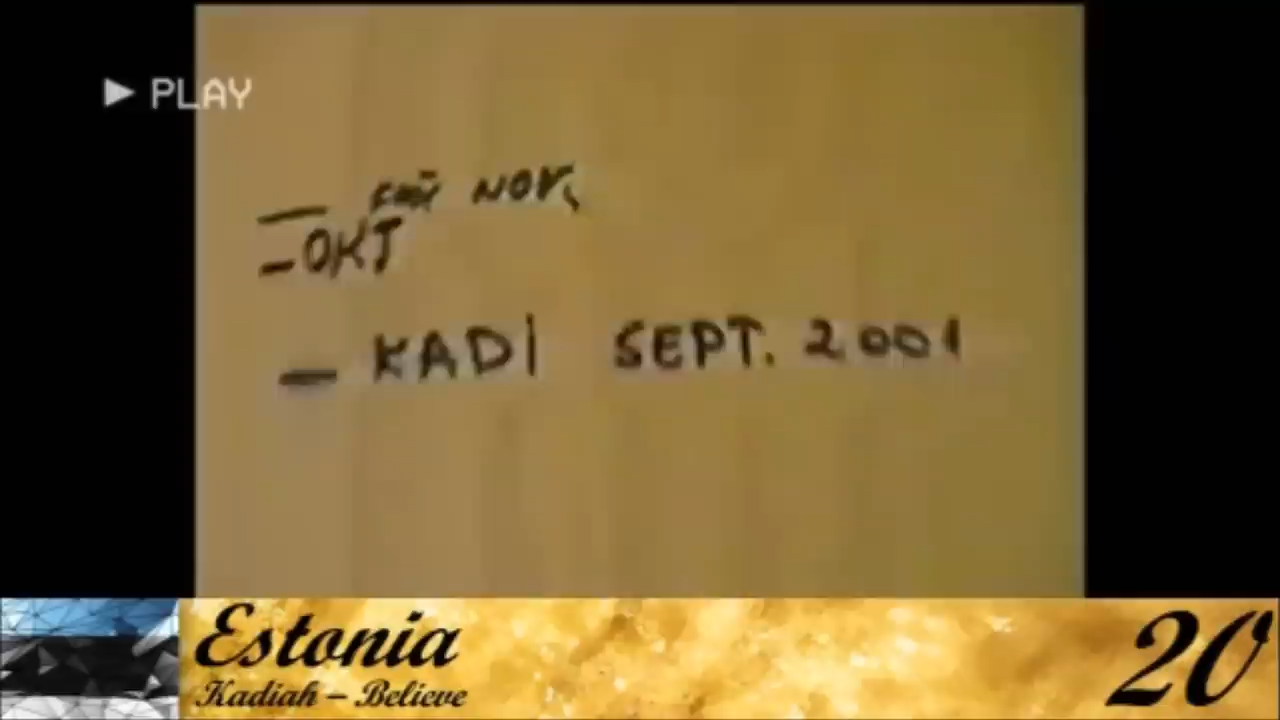 PLAY
NOV.
-OKT
- KADI SEPT. 2001
Estonia
Kadiah – Believe
20